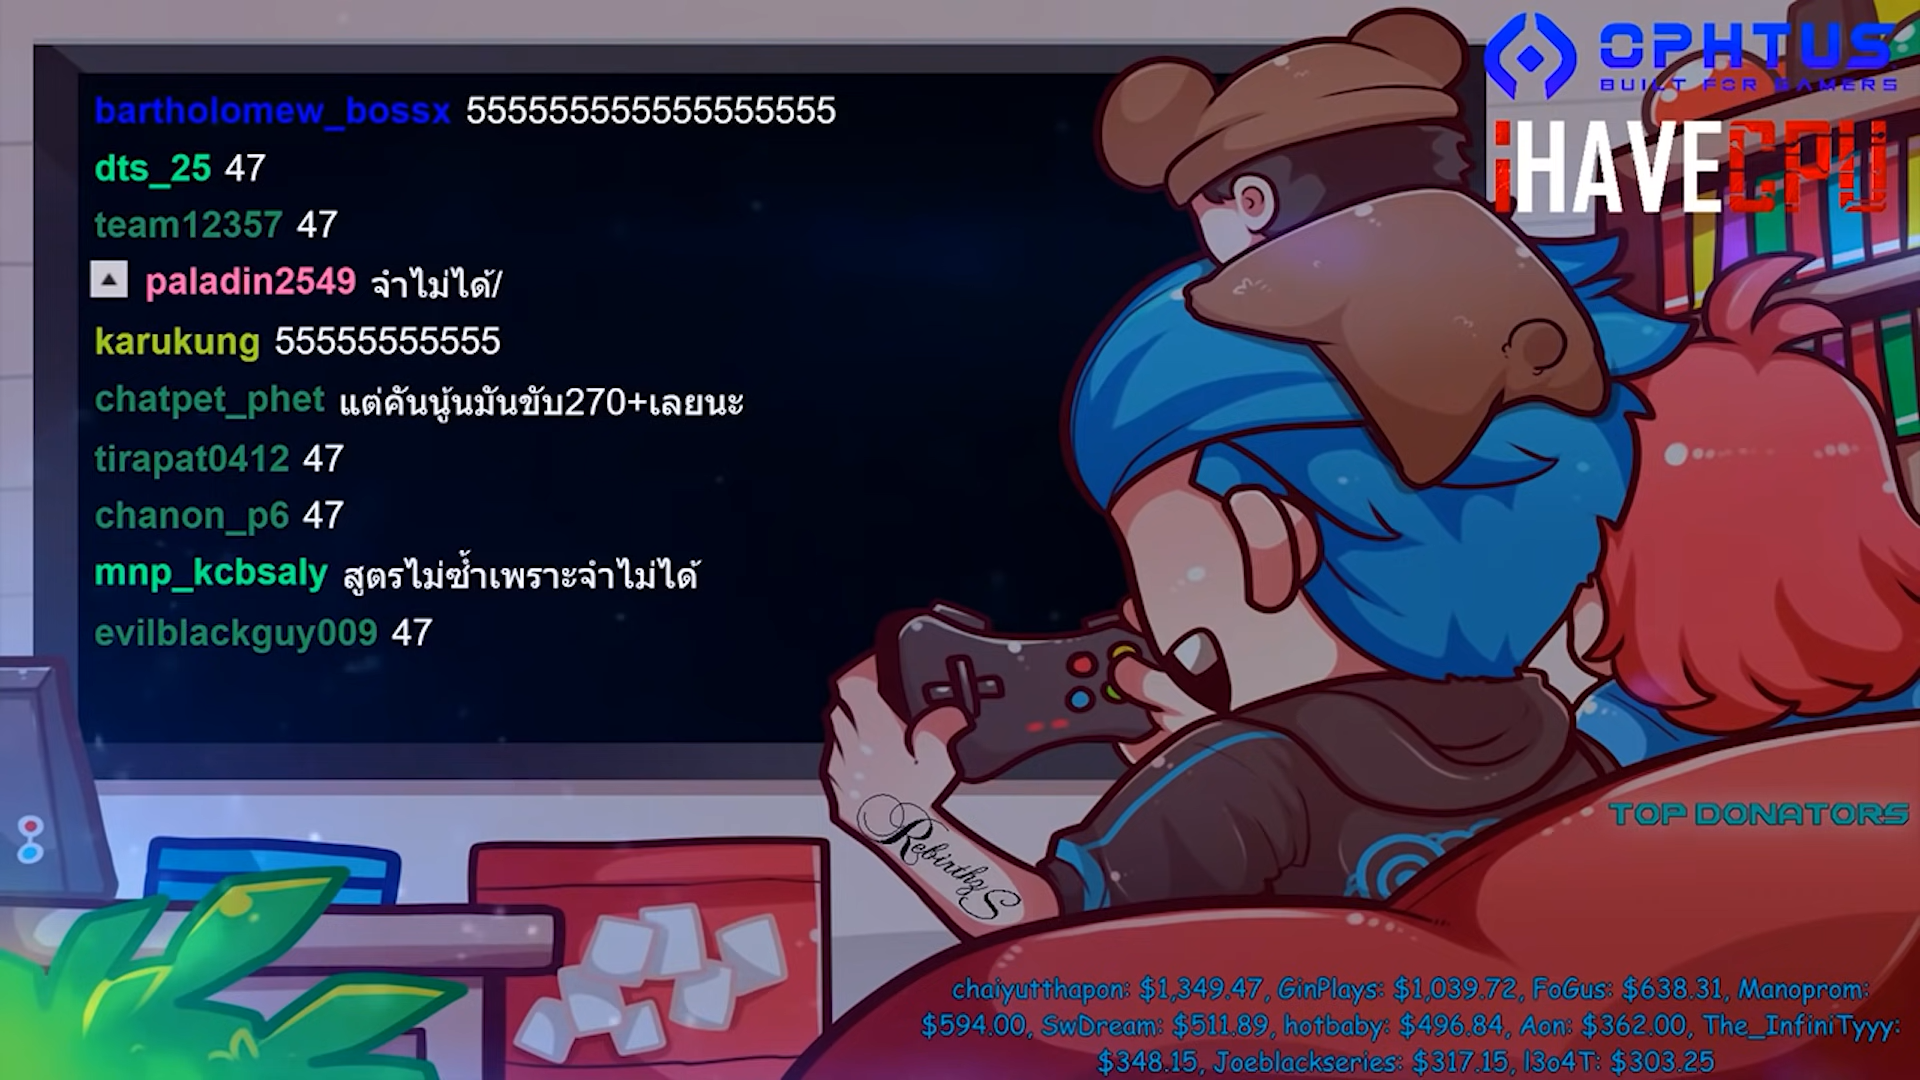 OPHTUS
BUILT FOR GAMERS
iHAVECPU
bartholomew_bossx 555555555555555555
dts_25 47
team12357 47
paladin2549 จำไม่ได้/
karukung 55555555555
chatpet_phet แต่คันนู้นมันขับ270+เลยนะ
tirapat0412 47
chanon_p6 47
mnp_kcbsaly สูตรไม่ซ้ำเพราะจำไม่ได้
evilblackguy009 47
RebirthzS
TOP DONATORS
chaiyutthapon: $1,349.47, GinPlays: $1,039.72, FoGus: $638.31, Manoprom:
$594.00, SwDream: $511.89, hotbaby: $496.84, Aon: $362.00, The_InfiniTyyy:
$348.15, Joeblackseries: $317.15, l3o4T: $303.25